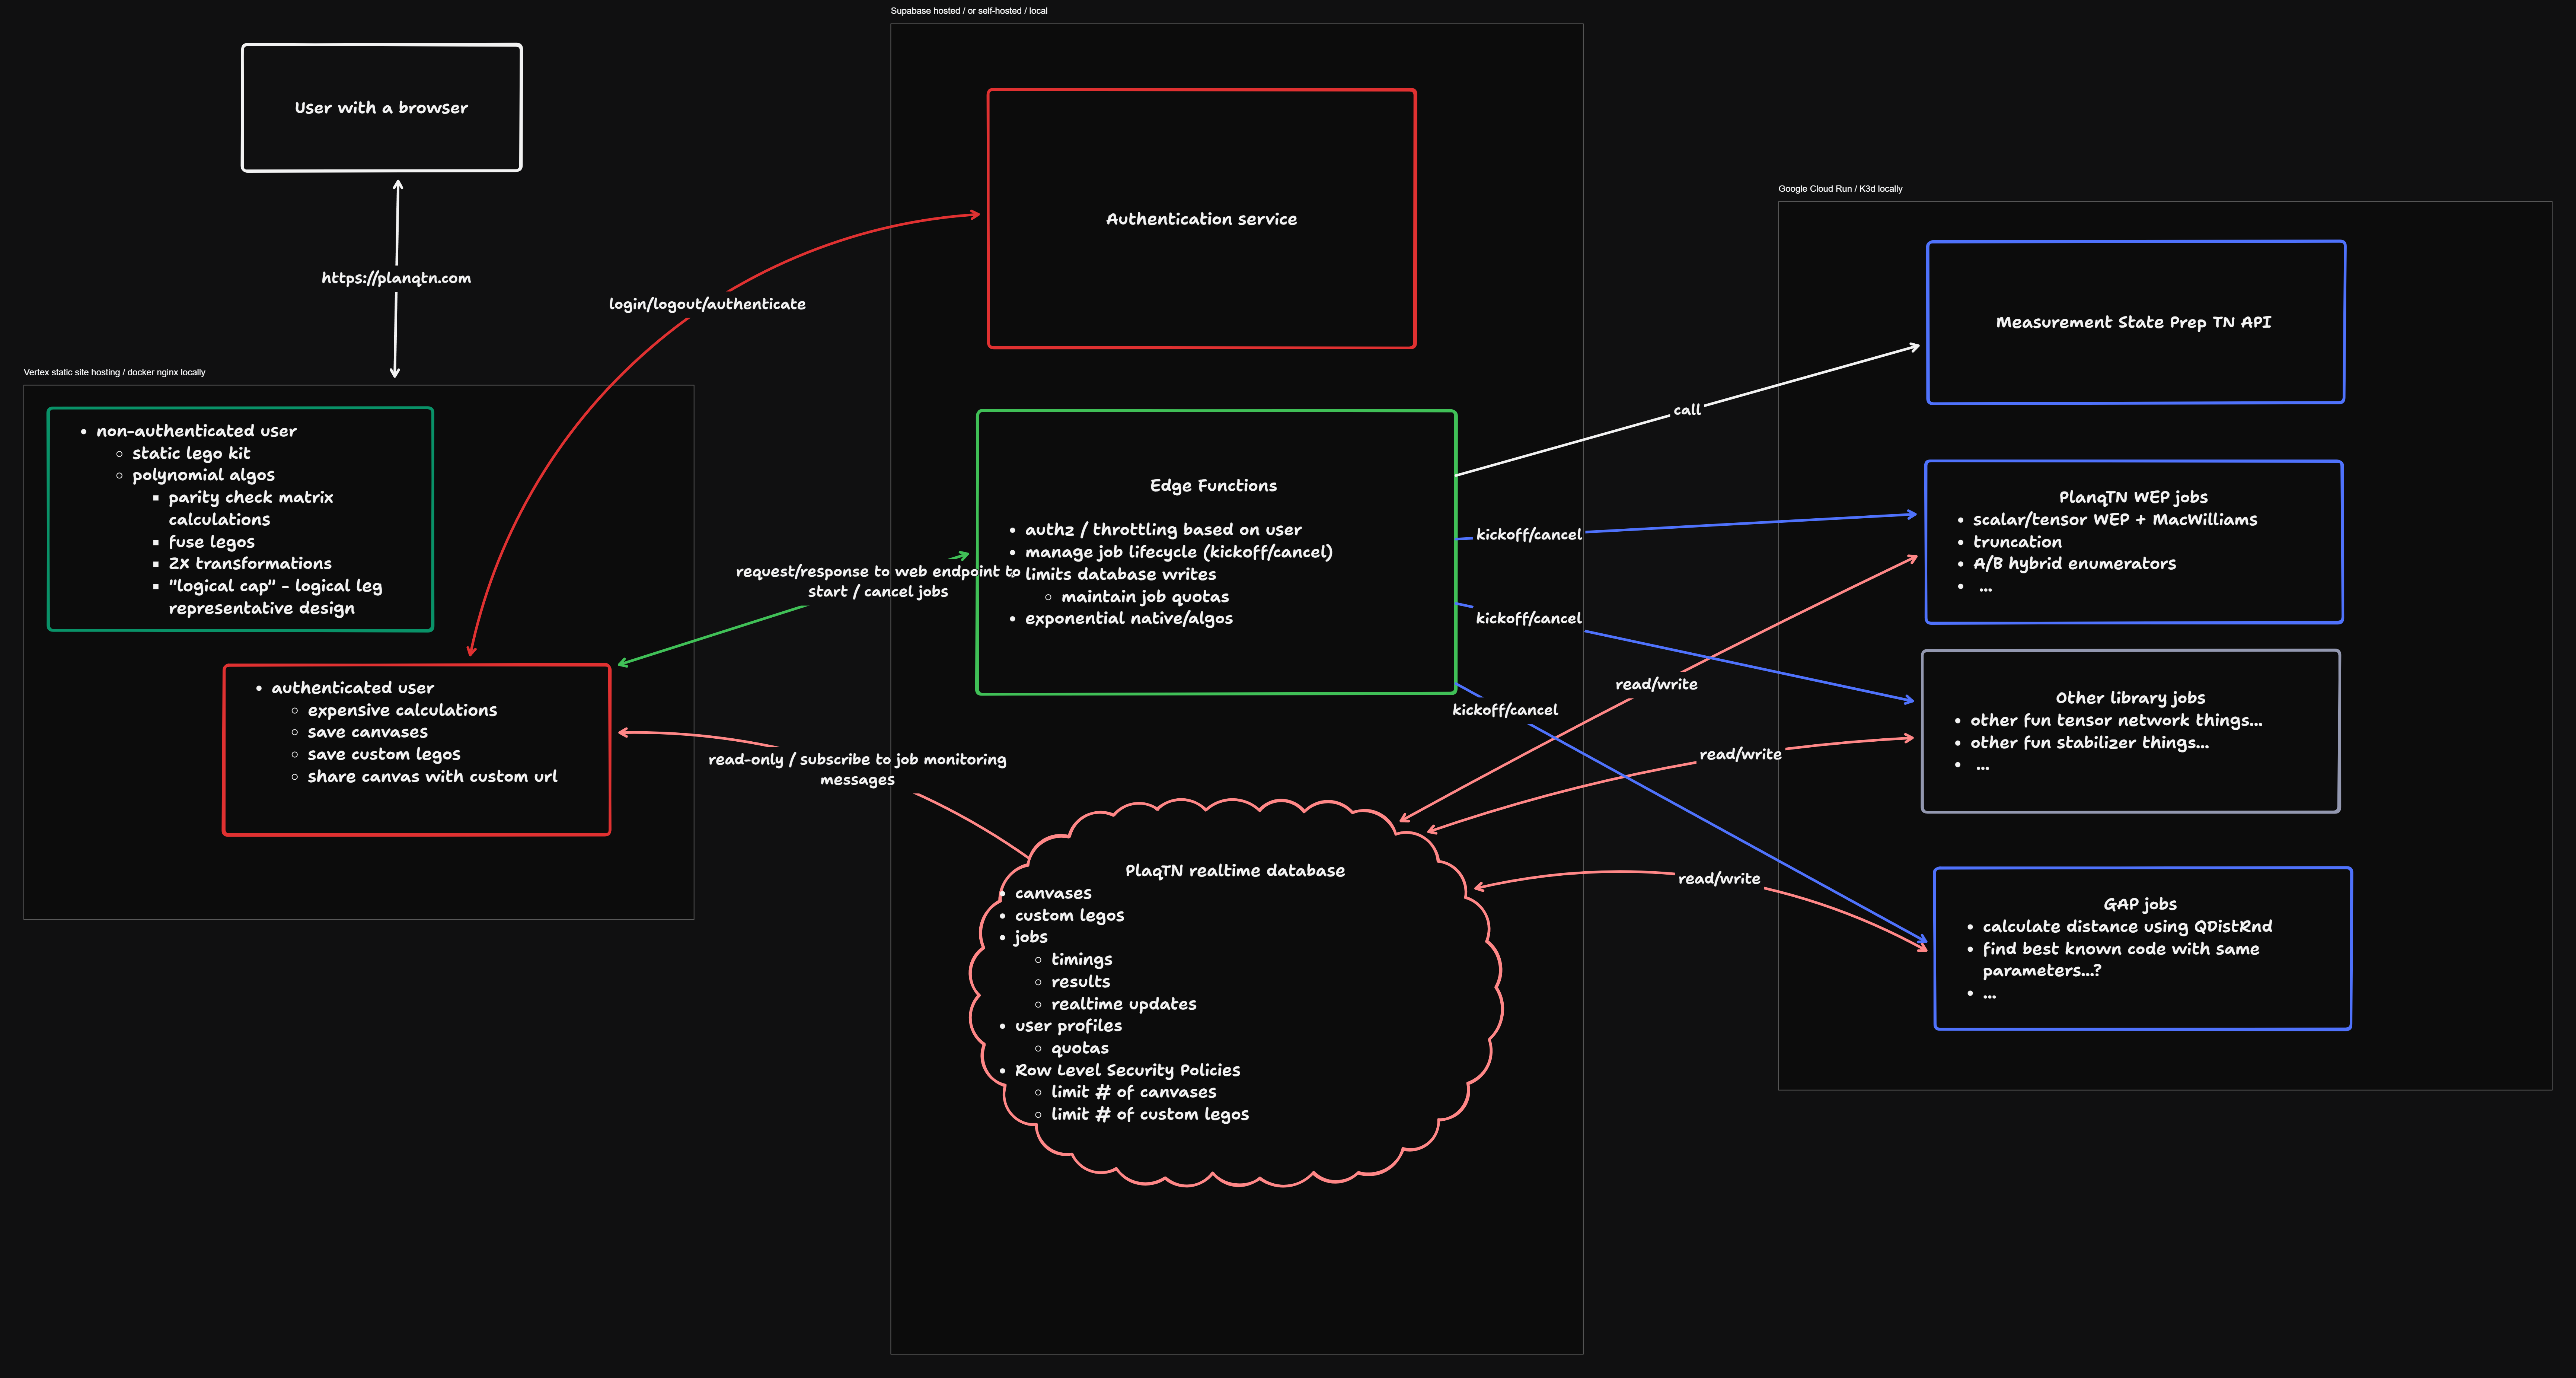 Supabase hosted / or self-hosted / local
User with a browser
https://planqtn.com
Vertex static site hosting / docker nginx locally
• non-authenticated user
○ static lego kit
○ polynomial algos
▪ parity check matrix
calculations
▪ fuse legos
▪ 2X transformations
▪ "logical cap" - logical leg
representative design
• authenticated user
○ expensive calculations
○ save canvases
○ save custom legos
○ share canvas with custom url
login/logout/authenticate
request/response to web endpoint to
start / cancel jobs
read-only / subscribe to job monitoring
messages
Authentication service
Edge Functions
• authz / throttling based on user
• manage job lifecycle (kickoff/cancel)
• limits database writes
○ maintain job quotas
• exponential native/algos
PlaqTN realtime database
• canvases
• custom legos
• jobs
○ timings
○ results
○ realtime updates
• user profiles
○ quotas
• Row Level Security Policies
○ limit # of canvases
○ limit # of custom legos
call
kickoff/cancel
kickoff/cancel
kickoff/cancel
read/write
read/write
read/write
Google Cloud Run / K3d locally
Measurement State Prep TN API
PlanqTN WEP jobs
• scalar/tensor WEP + MacWilliams
• truncation
• A/B hybrid enumerators
• ...
Other library jobs
• other fun tensor network things...
• other fun stabilizer things...
• ...
GAP jobs
• calculate distance using QDistRnd
• find best known code with same
parameters...?
• ...